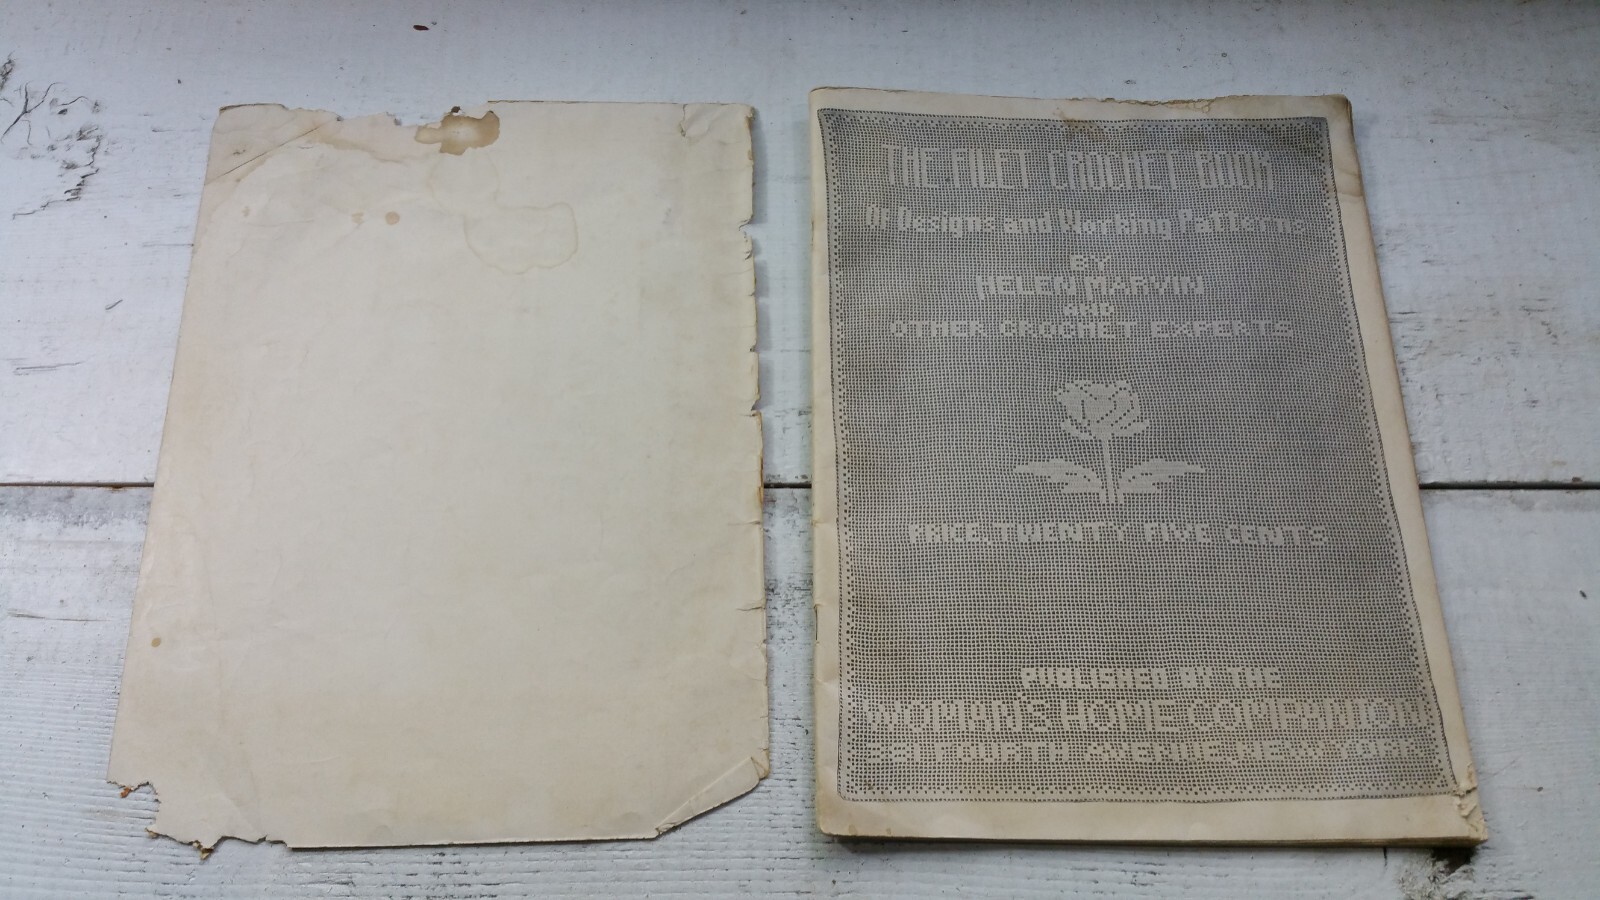 THE FILET CROCHET BOOK
Of Designs and Working Patterns
BY
HELEN MARVIN
AND
OTHER CROCHET EXPERTS
PRICE, TWENTY FIVE CENTS
PUBLISHED BY THE
WOMAN'S HOME COMPANION
381 FOURTH AVENUE, NEW YORK